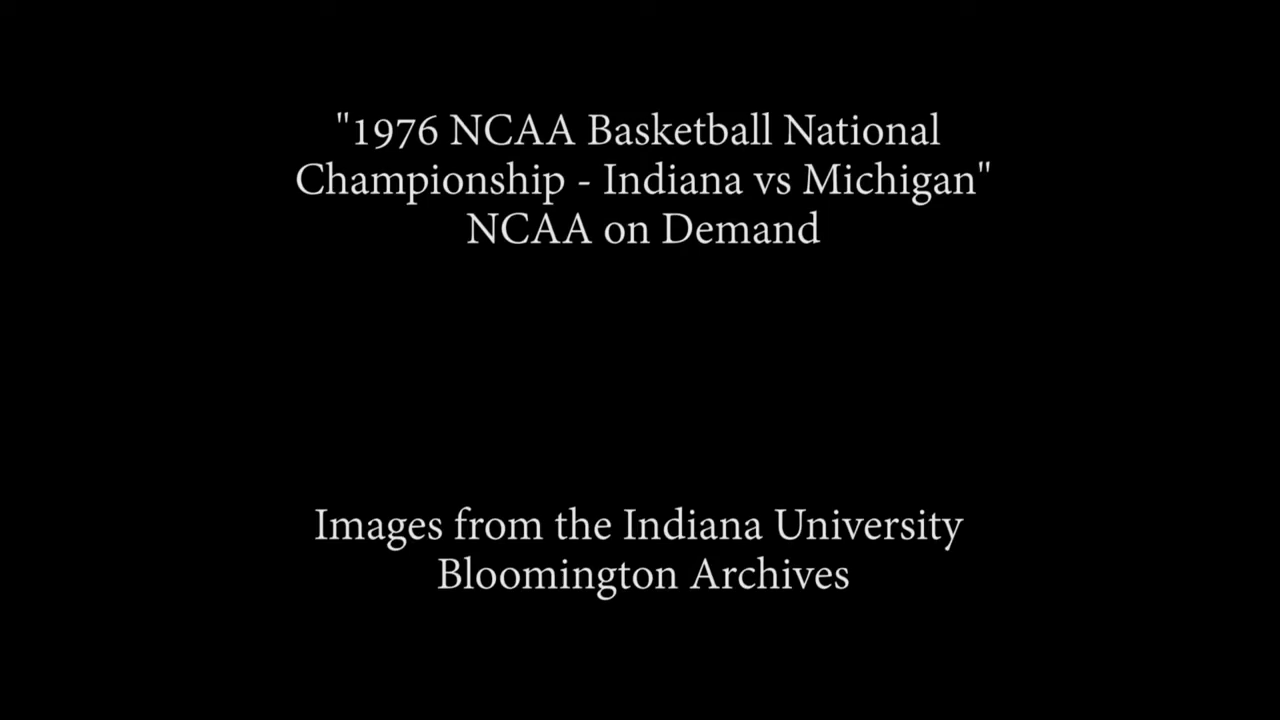 "1976 NCAA Basketball National
Championship - Indiana vs Michigan"
NCAA on Demand
Images from the Indiana University
Bloomington Archives